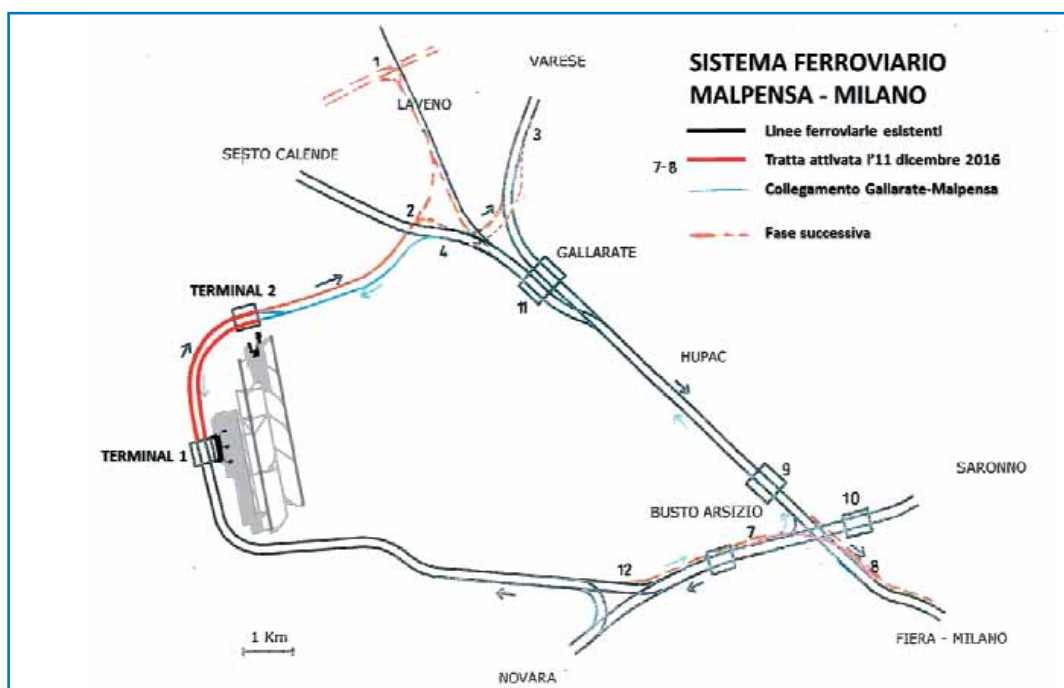 SISTEMA FERROVIARIO
MALPENSA - MILANO
Linee ferroviarie esistenti
Tratta attivata l'11 dicembre 2016
Collegamento Gallarate-Malpensa
Fase successiva
7-8
1
LAVENO
VARESE
3
SESTO CALENDE
2
4
GALLARATE
11
TERMINAL 2
HUPAC
TERMINAL 1
9
SARONNO
10
BUSTO ARSIZIO
7
8
12
1 Km
FIERA - MILANO
NOVARA